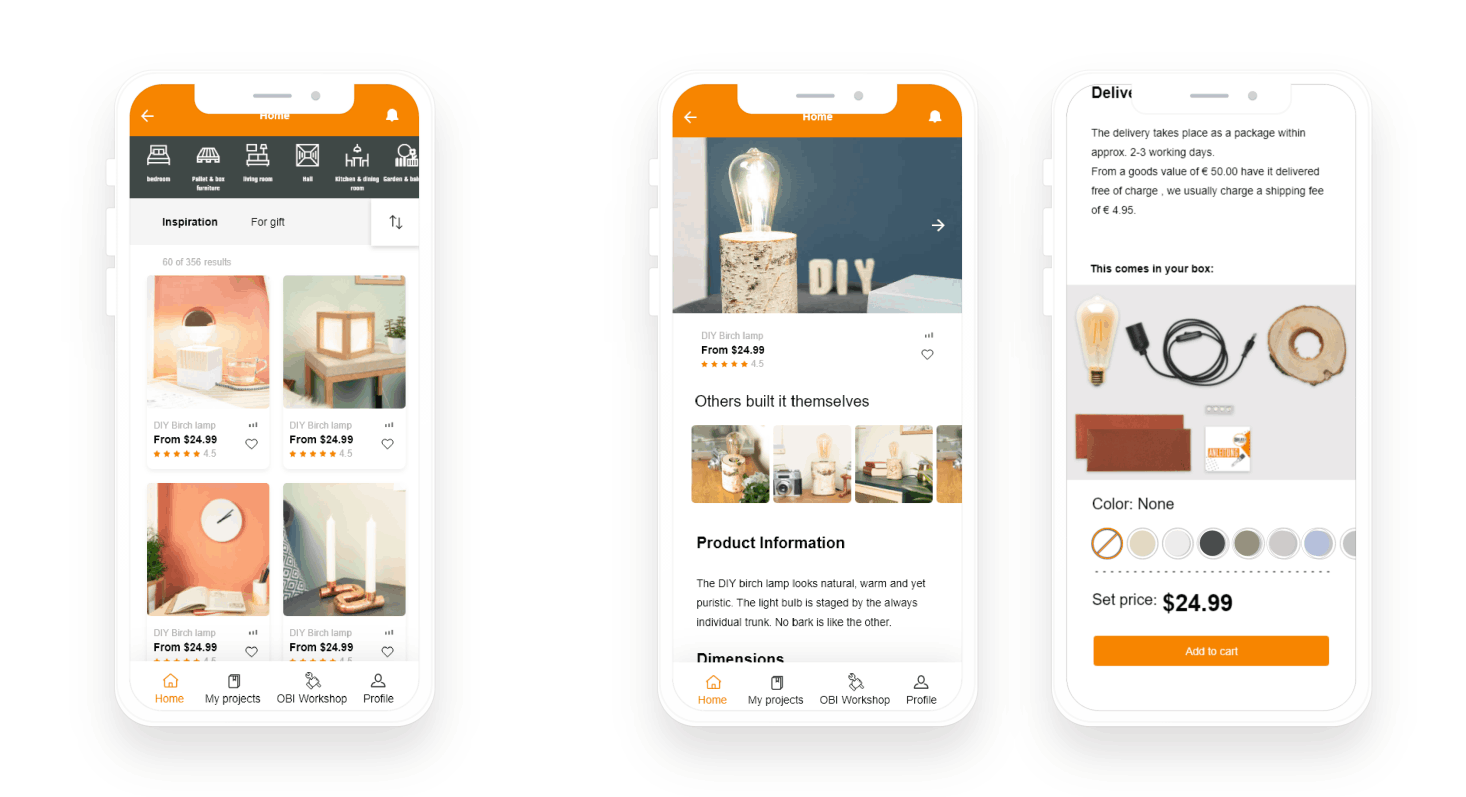 Home
bedroom
Pallet & box
furniture
living room
Hall
Kitchen & dining
room
Garden & bal
Inspiration
For gift
60 of 356 results
DIY Birch lamp
From $24.99
4.5
DIY Birch lamp
From $24.99
4.5
DIY Birch lamp
From $24.99
4.5
DIY Birch lamp
From $24.99
4.5
Home
My projects
OBI Workshop
Profile
Home
DIY
DIY Birch lamp
From $24.99
4.5
Others built it themselves
Product Information
The DIY birch lamp looks natural, warm and yet
puristic. The light bulb is staged by the always
individual trunk. No bark is like the other.
Dimensions
Home
My projects
OBI Workshop
Profile
Delive
The delivery takes place as a package within
approx. 2-3 working days.
From a goods value of € 50.00 have it delivered
free of charge , we usually charge a shipping fee
of € 4.95.
This comes in your box:
Color: None
Set price: $24.99
Add to cart